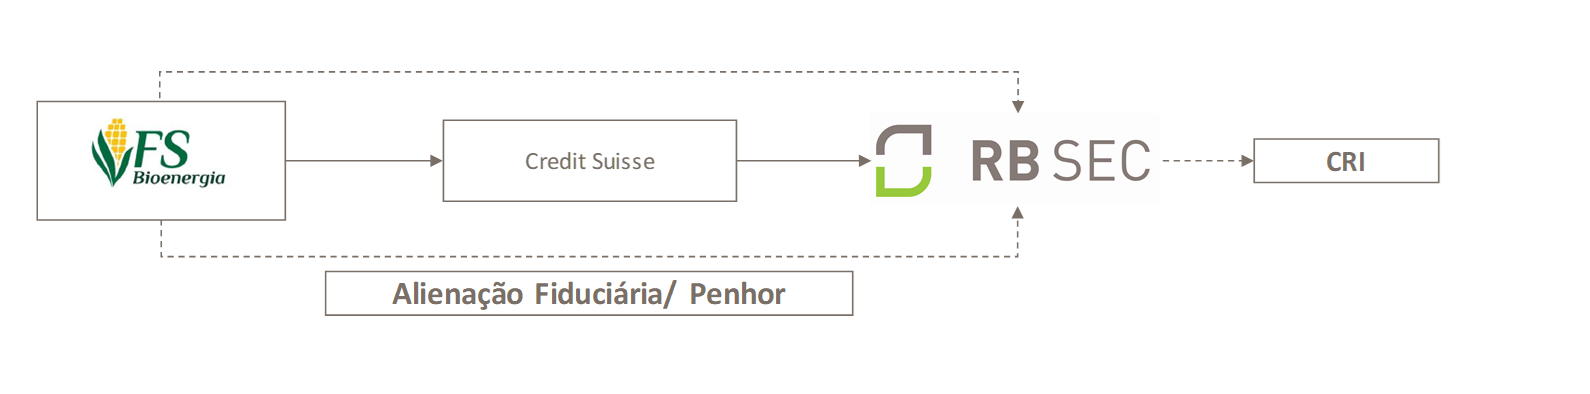 FS
Bioenergia
Credit Suisse
RB SEC
CRI
Alienação Fiduciária/ Penhor